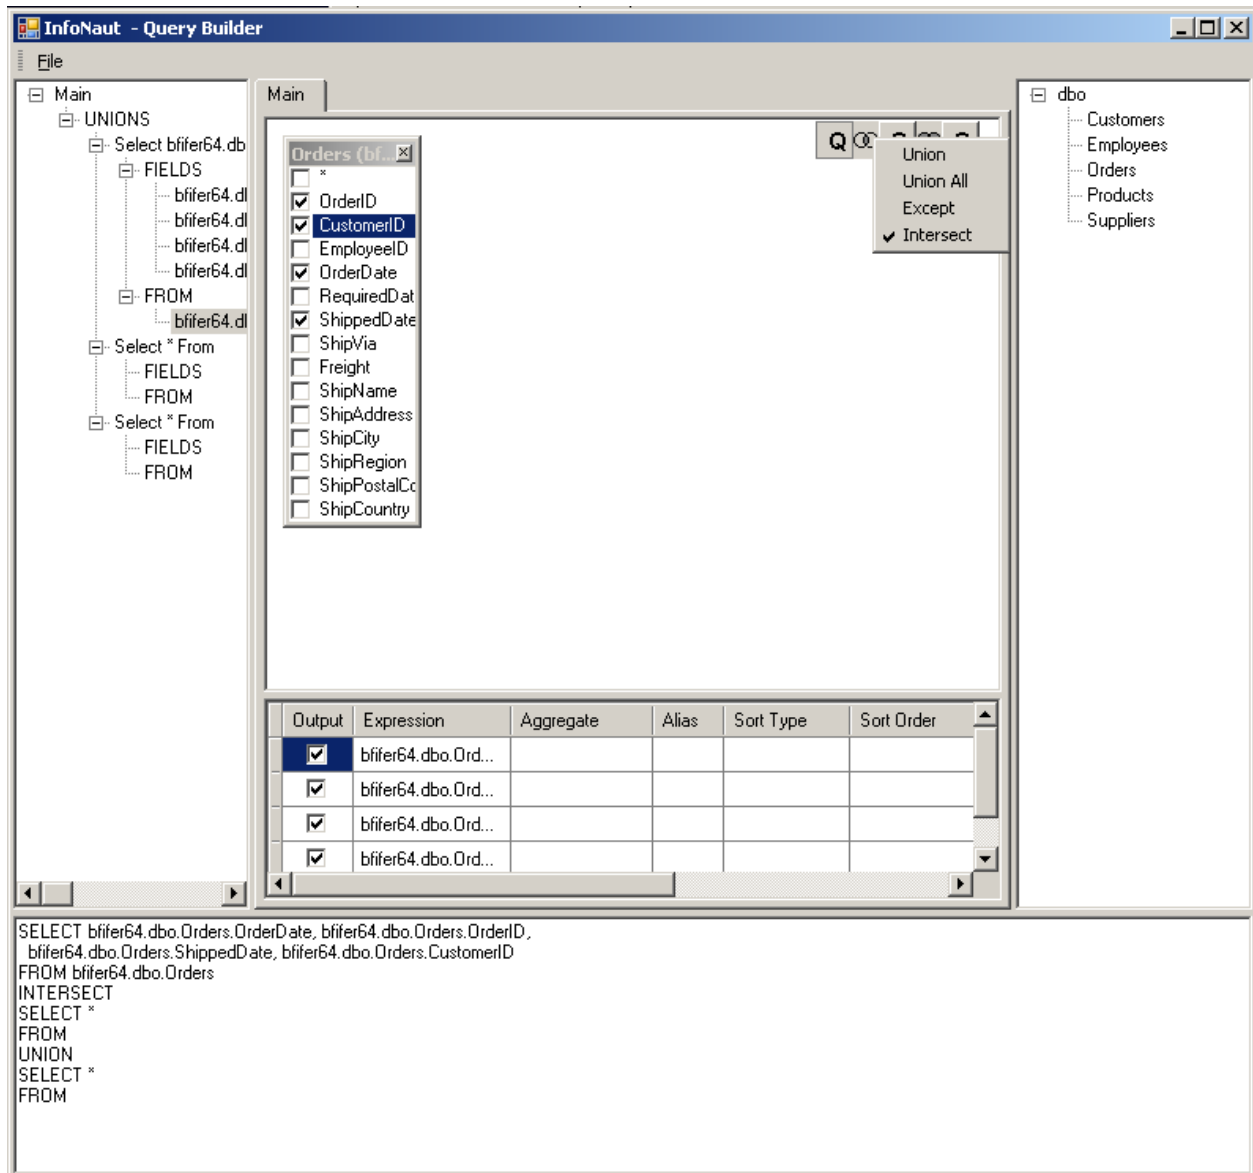 InfoNaut - Query Builder
File
Main
UNIONS
Select bfifer64.db
FIELDS
bfifer64.dl
bfifer64.dl
bfifer64.dl
bfifer64.dl
FROM
bfifer64.dl
Select * From
FIELDS
FROM
Select * From
FIELDS
FROM
Main
Orders (bf...
*
OrderID
CustomerID
EmployeeID
OrderDate
RequiredDat
ShippedDate
ShipVia
Freight
ShipName
ShipAddress
ShipCity
ShipRegion
ShipPostalCo
ShipCountry
Q
Union
Union All
Except
Intersect
dbo
Customers
Employees
Orders
Products
Suppliers
Output Expression Aggregate Alias Sort Type Sort Order
bfifer64.dbo.Ord...
bfifer64.dbo.Ord...
bfifer64.dbo.Ord...
bfifer64.dbo.Ord...
SELECT bfifer64.dbo.Orders.OrderDate, bfifer64.dbo.Orders.OrderID,
bfifer64.dbo.Orders.ShippedDate, bfifer64.dbo.Orders.CustomerID
FROM bfifer64.dbo.Orders
INTERSECT
SELECT *
FROM
UNION
SELECT *
FROM